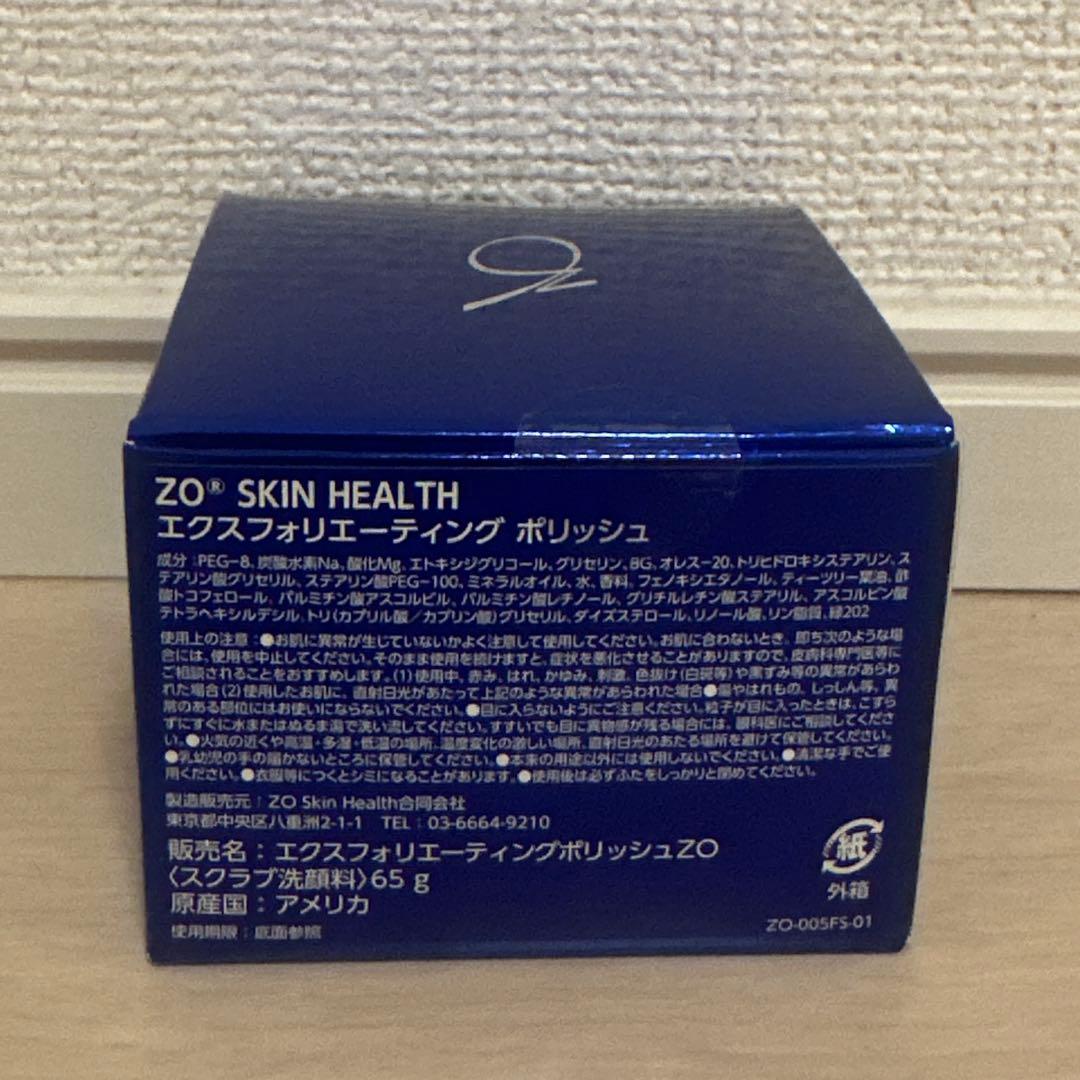 ZO® SKIN HEALTH
エクスフォリエーティング ポリッシュ
成分：PEG-8、炭酸水素Na、酸化Mg、エトキシジグリコール、グリセリン、BG、オレス-20、トリヒドロキシステアリン、ス
テアリン酸グリセリル、ステアリン酸PEG-100、ミネラルオイル、水、香料、フェノキシエタノール、ティーツリー葉油、酢
酸トコフェロール、パルミチン酸アスコルビル、パルミチン酸レチノール、グリチルレチン酸ステアリル、アスコルビン酸
テトラヘキシルデシル、トリ(カプリル酸／カプリン酸)グリセリル、ダイズステロール、リノール酸、リン脂質、緑202
使用上の注意：●お肌に異常が生じていないかよく注意して使用してください。お肌に合わないとき、即ち次のような場
合には、使用を中止してください。そのまま使用を続けますと、症状を悪化させることがありますので、皮膚科専門医等に
ご相談されることをおすすめします。(1)使用中、赤み、はれ、かゆみ、刺激、色抜け(白斑等)や黒ずみ等の異常があらわ
れた場合(2)使用したお肌に、直射日光があたって上記のような異常があらわれた場合●傷やはれもの、しっしん等、異
常のある部位にはお使いにならないでください。●目に入らないようにご注意ください。粒子が目に入ったときは、こすら
ずにすぐに水またはぬるま湯で洗い流してください。すすいでも目に異物感が残る場合には、眼科医にご相談してくださ
い。●火気の近くや高温・多湿・低温の場所、温度変化の激しい場所、直射日光のあたる場所を避けて保管してください。
●乳幼児の手の届かないところに保管してください。●本来の用途以外には使用しないでください。●清潔な手でご使
用ください。●衣服等につくとシミになることがあります。●使用後は必ずふたをしっかりと閉めてください。
製造販売元：ZO Skin Health合同会社
東京都中央区八重洲2-1-1 TEL：03-6664-9210
販売名：エクスフォリエーティングポリッシュZO
〈スクラブ洗顔料〉65 g
原産国：アメリカ
使用期限：底面参照
紙
外箱
ZO-005FS-01